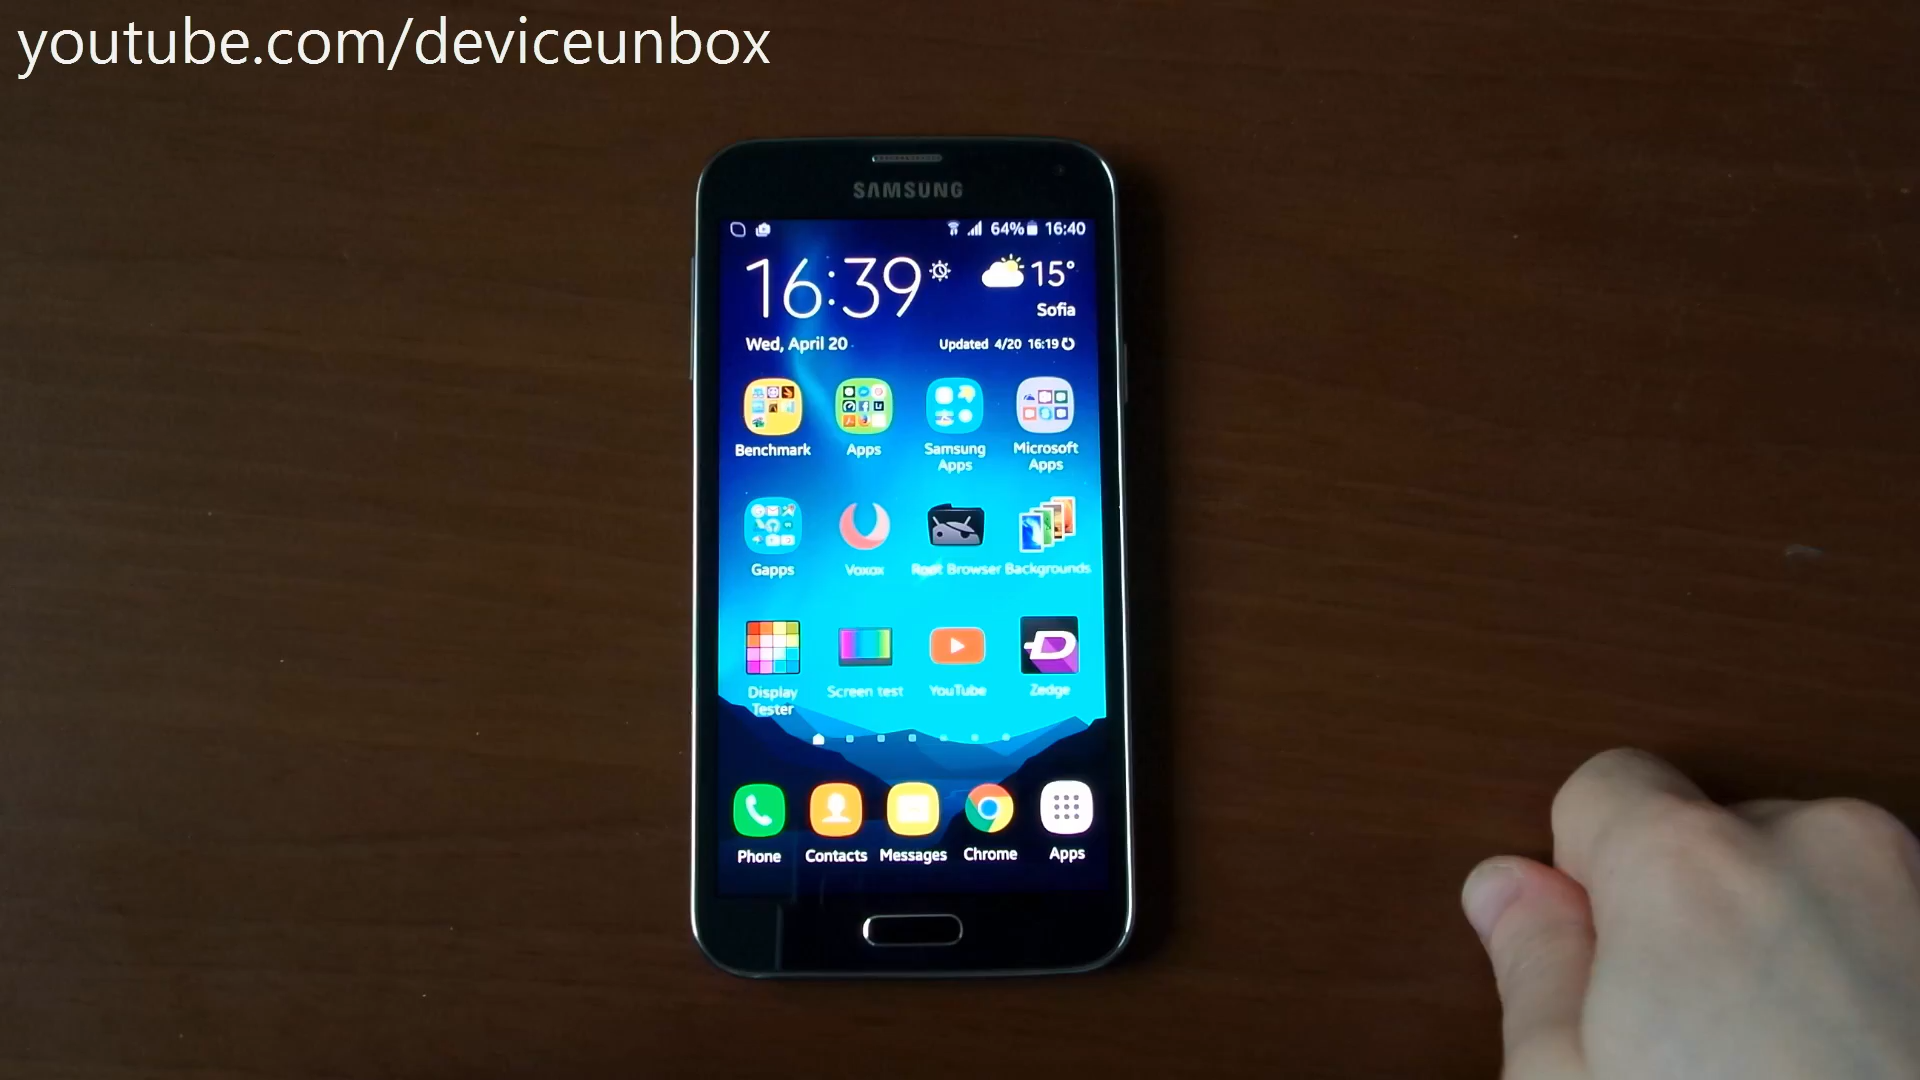 youtube.com/deviceunbox
SAMSUNG
64% 16:40
16:39 15°
Sofia
Wed, April 20 Updated 4/20 16:19
Benchmark Apps Samsung Apps Microsoft Apps
Gapps Voxox Root Browser Backgrounds
Display Tester Screen test YouTube Zedge
Phone Contacts Messages Chrome Apps